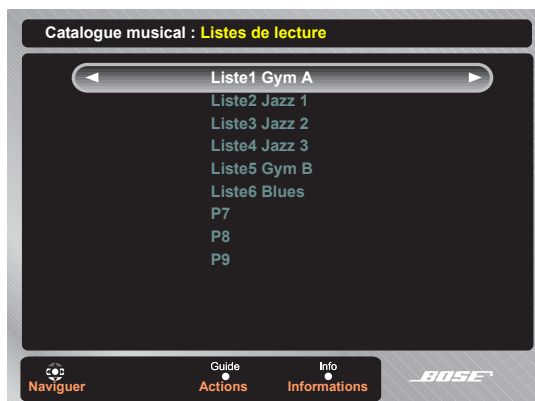 Catalogue musical : Listes de lecture
Liste1 Gym A
Liste2 Jazz 1
Liste3 Jazz 2
Liste4 Jazz 3
Liste5 Gym B
Liste6 Blues
P7
P8
P9
Naviguer
Guide
Actions
Info
Informations
BOSE